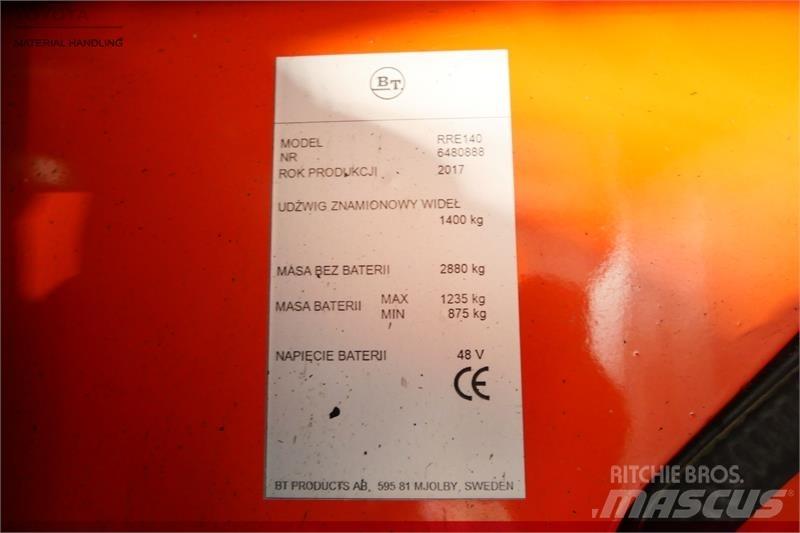 TOYOTA
MATERIAL HANDLING
BT
MODEL RRE140
NR 6480888
ROK PRODUKCJI 2017
UDŹWIG ZNAMIONOWY WIDEŁ
1400 kg
MASA BEZ BATERII 2880 kg
MASA BATERII MAX 1235 kg
MIN 875 kg
NAPIĘCIE BATERII 48 V
CE
BT PRODUCTS AB, 595 81 MJOLBY, SWEDEN
RITCHIE BROS.
MASCUS